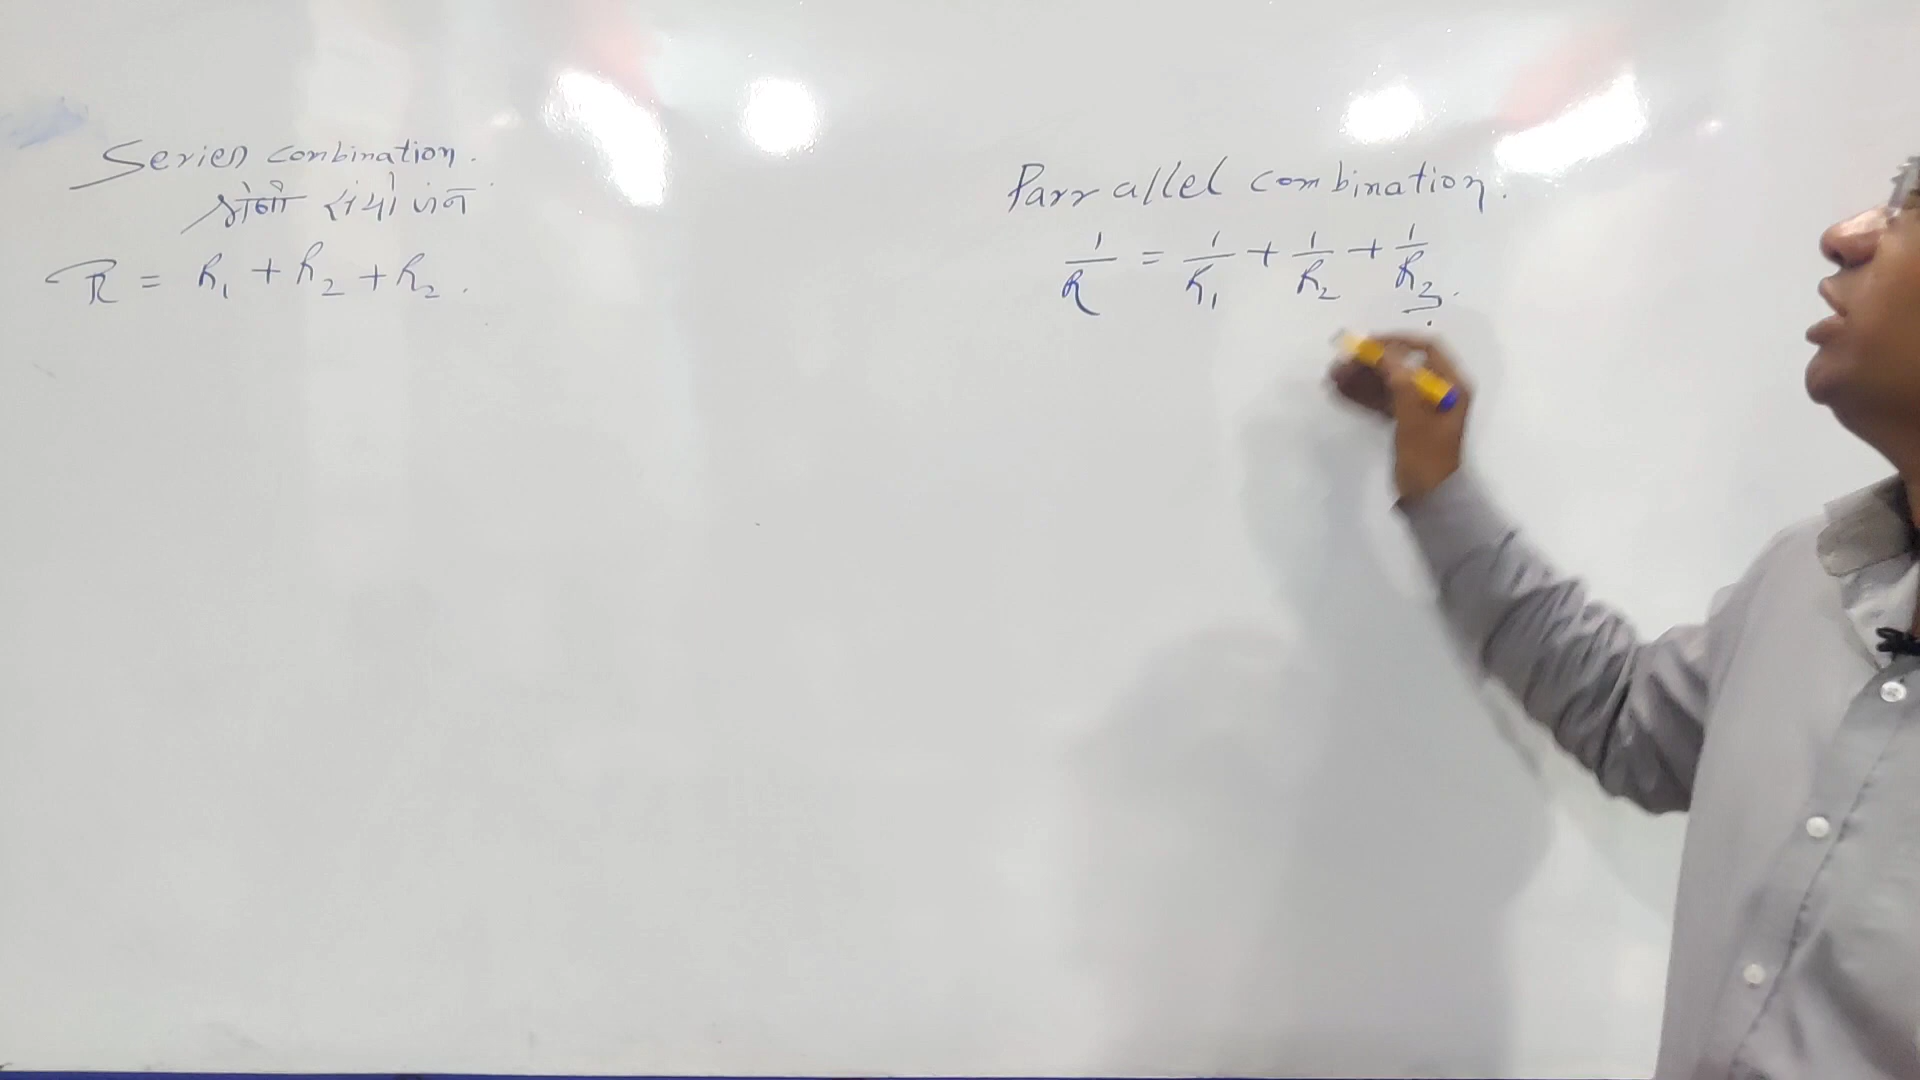 Series combination.
श्रेणी संयोजन
R = R₁ + R₂ + R₂.
Parrallel combination.
1/R = 1/R₁ + 1/R₂ + 1/R₃.